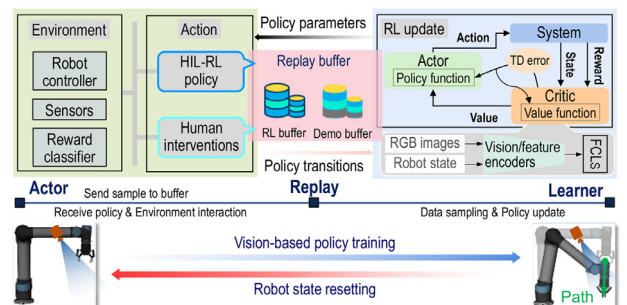 Environment
Robot
controller
Sensors
Reward
classifier
Action
HIL-RL
policy
Human
interventions
Policy parameters
Replay buffer
RL buffer
Demo buffer
Policy transitions
RL update
Action
System
Actor
Policy function
TD error
State
Reward
Critic
Value function
Value
RGB images
Robot state
Vision/feature
encoders
FCLs
Actor
Send sample to buffer
Replay
Learner
Receive policy & Environment interaction
Data sampling & Policy update
Vision-based policy training
Robot state resetting
Path